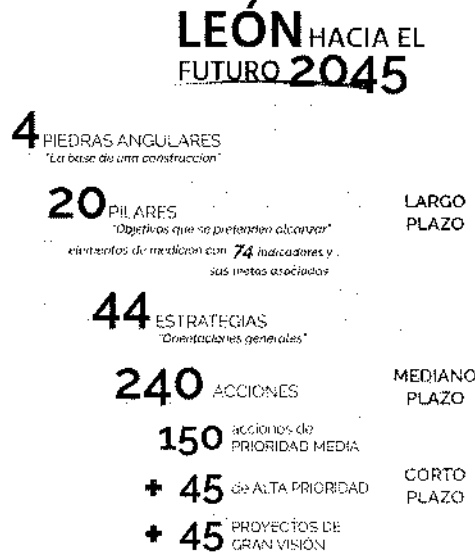 LEÓN HACIA EL
FUTURO 2045
4 PIEDRAS ANGULARES
"La base de una construcción"
20 PILARES
"Objetivos que se pretenden alcanzar"
elementos de medición con 74 indicadores y
sus metas asociadas
LARGO
PLAZO
44 ESTRATEGIAS
"Orientaciones generales"
240 ACCIONES
MEDIANO
PLAZO
150 acciones de
PRIORIDAD MEDIA
+ 45 de ALTA PRIORIDAD
CORTO
PLAZO
+ 45 PROYECTOS DE
GRAN VISIÓN